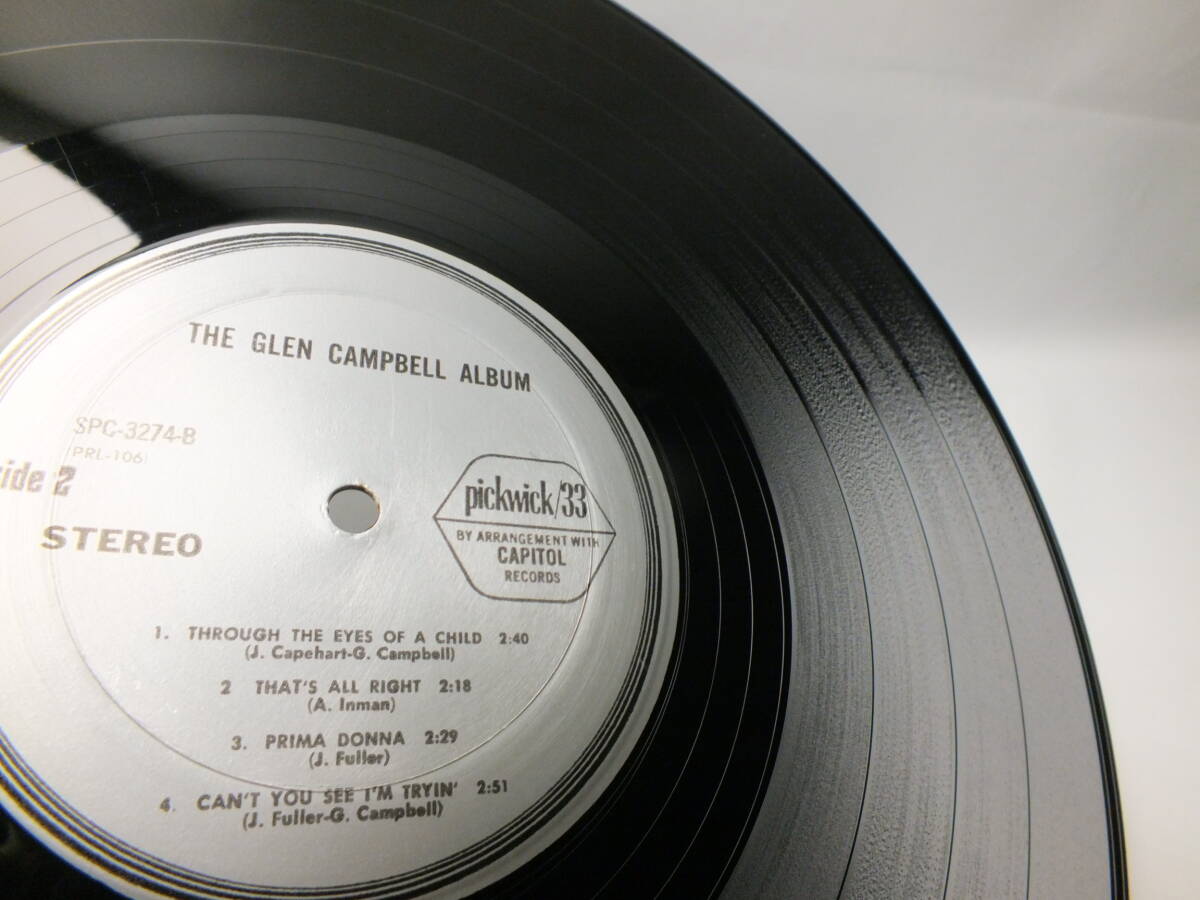 THE GLEN CAMPBELL ALBUM
SPC-3274-B
(PRL-106)
side 2
STEREO
pickwick/33
BY ARRANGEMENT WITH
CAPITOL
RECORDS
1. THROUGH THE EYES OF A CHILD 2:40
(J. Capehart-G. Campbell)
2 THAT'S ALL RIGHT 2:18
(A. Inman)
3. PRIMA DONNA 2:29
(J. Fuller)
4. CAN'T YOU SEE I'M TRYIN' 2:51
(J. Fuller-G. Campbell)